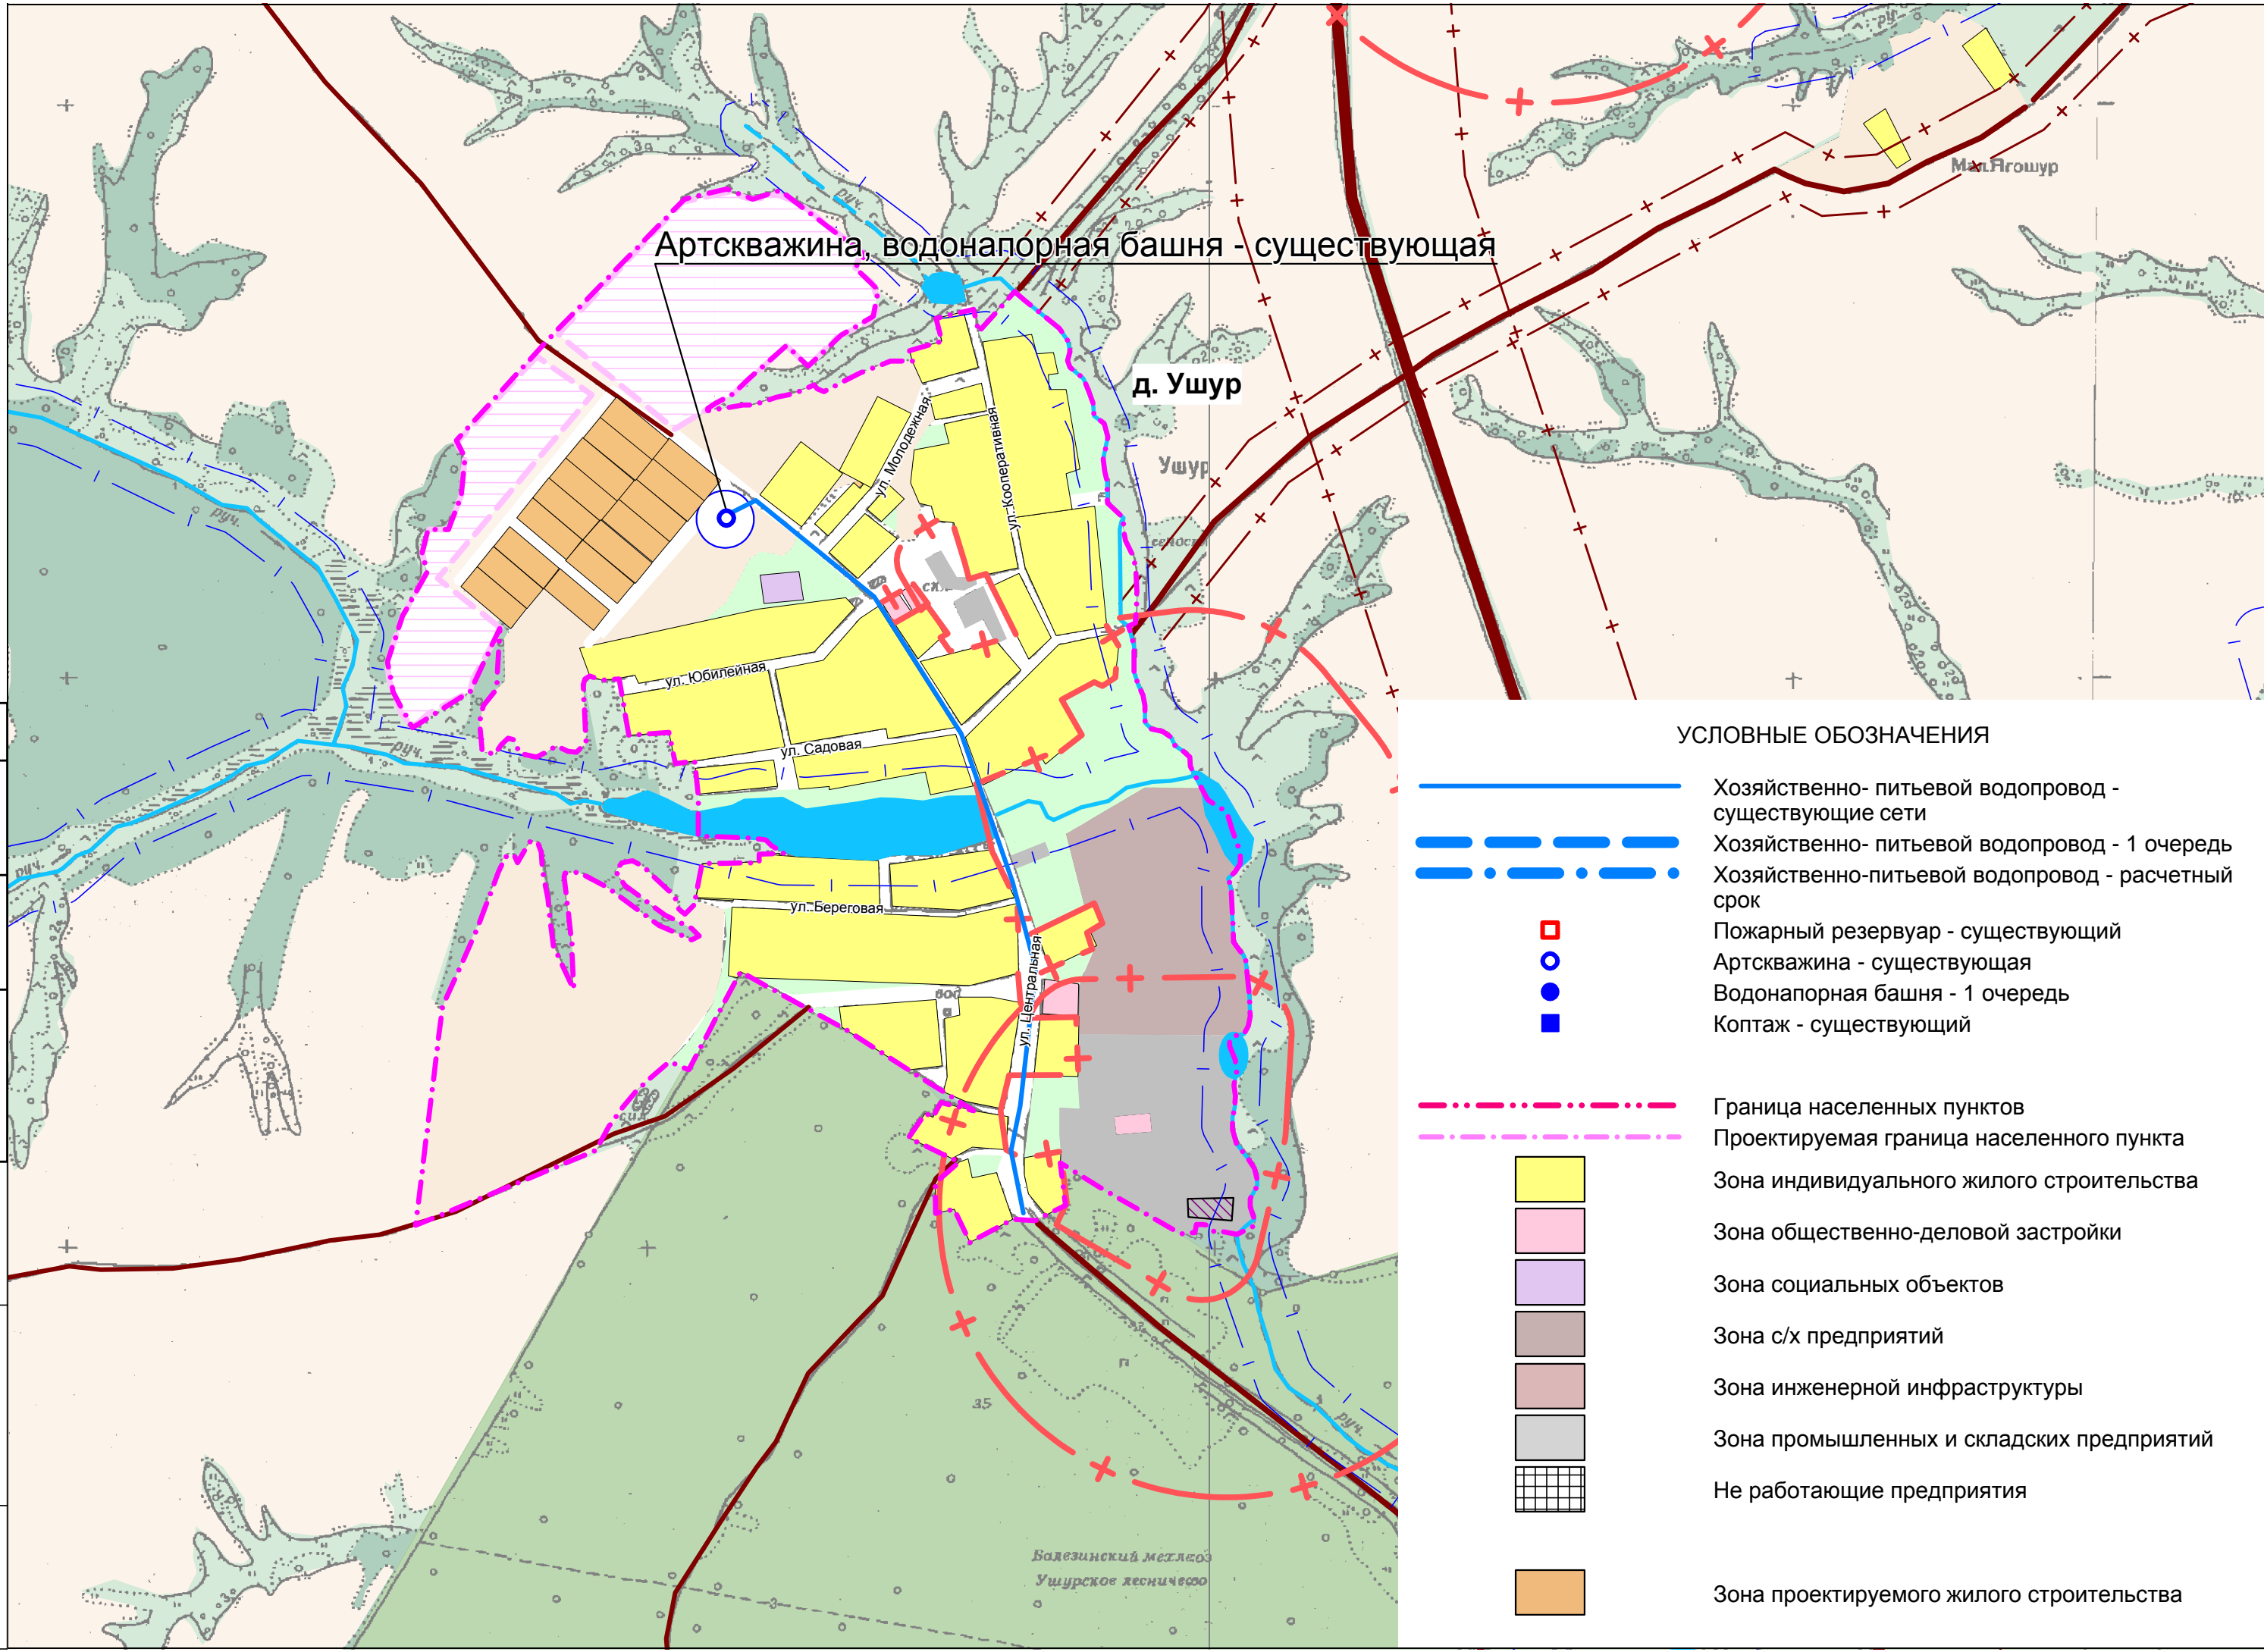 руч.
Мал.Ягошур
Артскважина, водонапорная башня - существующая
д. Ушур
Ушур
ул. Молодежная
ул. Кооперативная
руч.
ул. Юбилейная
ул. Садовая
руч.
руч.
ул. Береговая
ул. Центральная
35
руч.
3
Балезинский мехлесоз
Ушурское лесничество
УСЛОВНЫЕ ОБОЗНАЧЕНИЯ
Хозяйственно- питьевой водопровод -
существующие сети
Хозяйственно- питьевой водопровод - 1 очередь
Хозяйственно-питьевой водопровод - расчетный
срок
Пожарный резервуар - существующий
Артскважина - существующая
Водонапорная башня - 1 очередь
Коптаж - существующий
Граница населенных пунктов
Проектируемая граница населенного пункта
Зона индивидуального жилого строительства
Зона общественно-деловой застройки
Зона социальных объектов
Зона с/х предприятий
Зона инженерной инфраструктуры
Зона промышленных и складских предприятий
Не работающие предприятия
Зона проектируемого жилого строительства